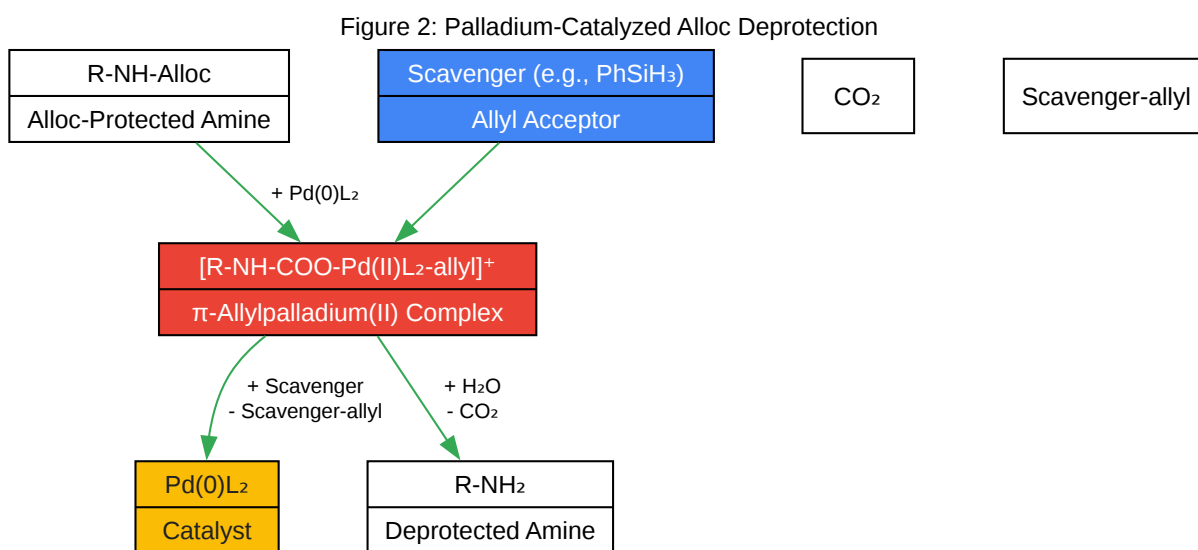 Figure 2: Palladium-Catalyzed Alloc Deprotection
R-NH-Alloc
Alloc-Protected Amine
Scavenger (e.g., PhSiH₃)
Allyl Acceptor
CO₂
Scavenger-allyl
+ Pd(0)L₂
[R-NH-COO-Pd(II)L₂-allyl]⁺
π-Allylpalladium(II) Complex
+ Scavenger
- Scavenger-allyl
+ H₂O
- CO₂
Pd(0)L₂
Catalyst
R-NH₂
Deprotected Amine